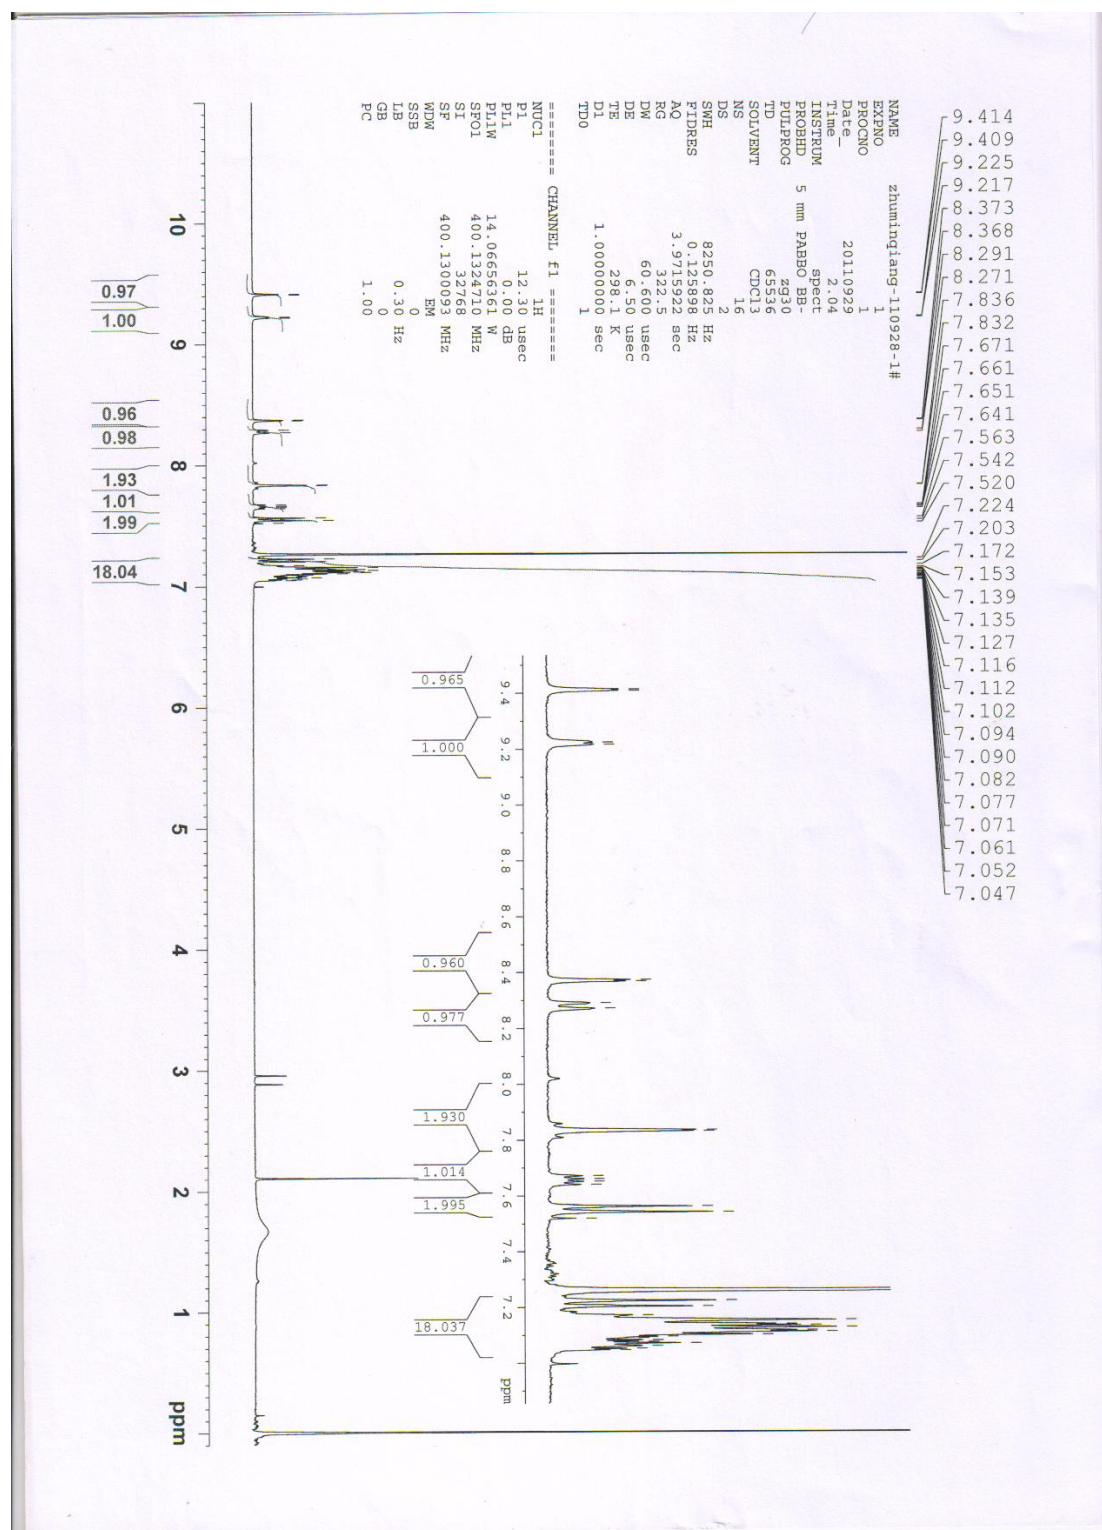 9.414
9.409
9.225
9.217
8.373
8.368
8.291
8.271
7.836
7.832
7.671
7.661
7.651
7.641
7.563
7.542
7.520
7.224
7.203
7.172
7.153
7.139
7.135
7.127
7.116
7.112
7.102
7.094
7.090
7.082
7.077
7.071
7.061
7.052
7.047
NAME zhuminqiang-110928-1#
EXPNO 1
PROCNO 1
Date_ 20110929
Time 2.04
INSTRUM spect
PROBHD 5 mm PABBO BB-
PULPROG zg30
TD 65536
SOLVENT CDCl3
NS 16
DS 2
SWH 8250.825 Hz
FIDRES 0.125898 Hz
AQ 3.9715922 sec
RG 322.5
DW 60.600 usec
DE 6.50 usec
TE 298.1 K
D1 1.00000000 sec
TD0 1
======== CHANNEL f1 ========
NUC1 1H
P1 12.30 usec
PL1 0.00 dB
PL1W 14.06656361 W
SFO1 400.1324710 MHz
SI 32768
SF 400.1300093 MHz
WDW EM
SSB 0
LB 0.30 Hz
GB 0
PC 1.00
9.4 9.2 9.0 8.8 8.6 8.4 8.2 8.0 7.8 7.6 7.4 7.2 ppm
0.965 1.000 0.960 0.977 1.930 1.014 1.995 18.037
10 9 8 7 6 5 4 3 2 1 ppm
0.97 1.00 0.96 0.98 1.93 1.01 1.99 18.04